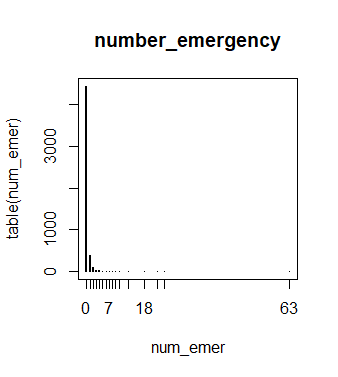 number_emergency
table(num_emer)
3000
1000
0
0 7 18 63
num_emer